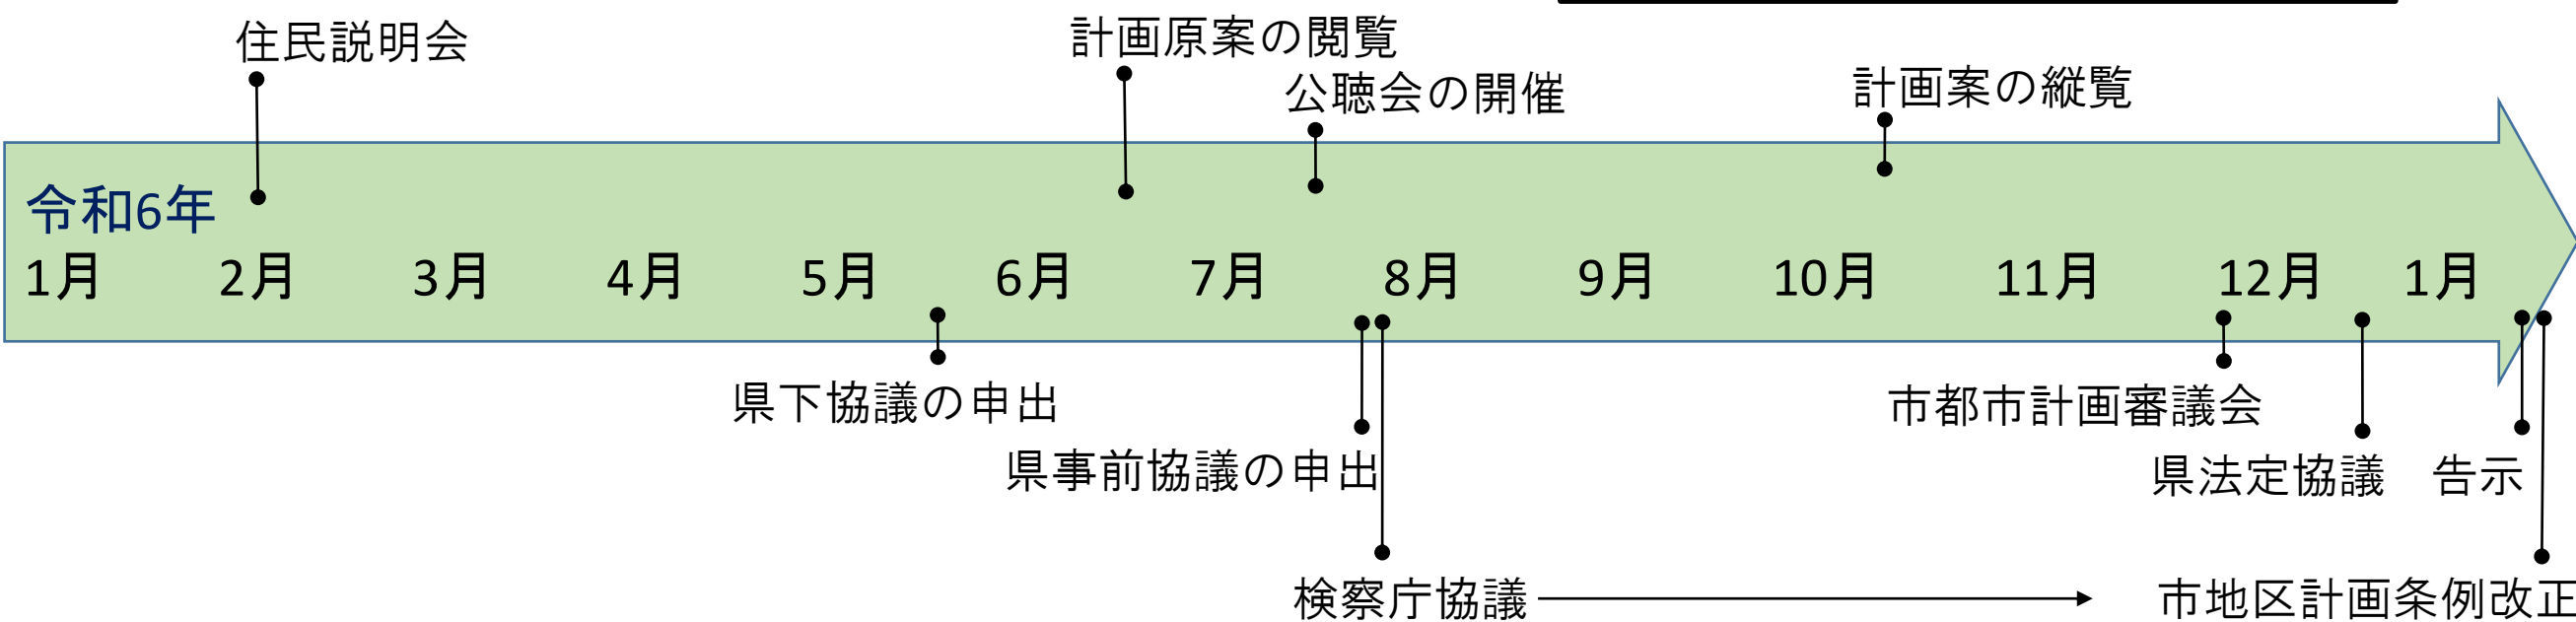 住民説明会
計画原案の閲覧
公聴会の開催
計画案の縦覧
令和6年
1月 2月 3月 4月 5月 6月 7月 8月 9月 10月 11月 12月 1月
県下協議の申出
市都市計画審議会
県事前協議の申出
県法定協議
告示
検察庁協議
市地区計画条例改正